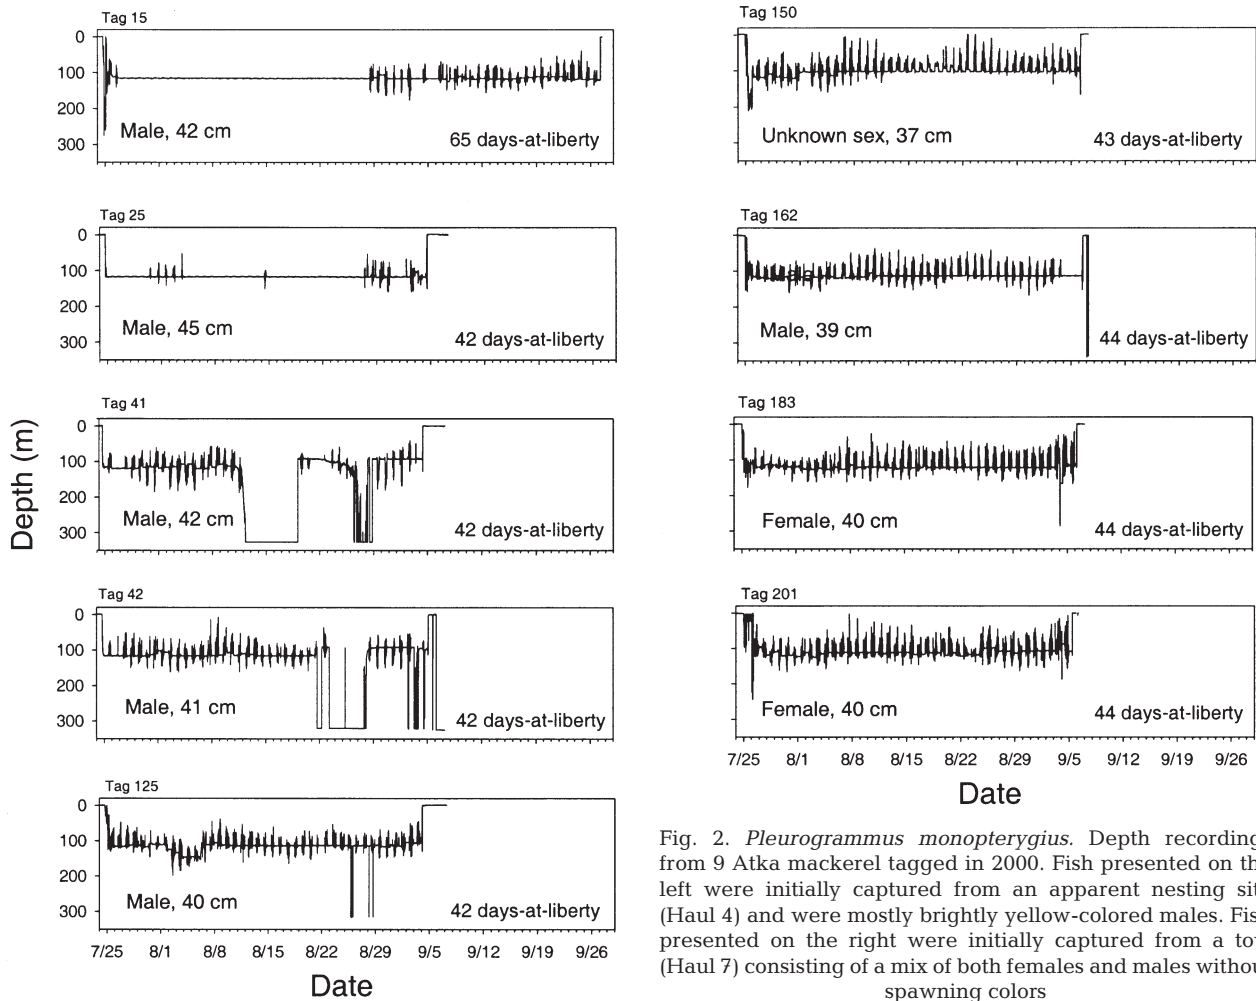 Tag 15
0
100
200
300
Male, 42 cm
65 days-at-liberty
Tag 25
0
100
200
300
Male, 45 cm
42 days-at-liberty
Tag 41
0
100
200
300
Male, 42 cm
42 days-at-liberty
Tag 42
0
100
200
300
Male, 41 cm
42 days-at-liberty
Tag 125
0
100
200
300
Male, 40 cm
42 days-at-liberty
7/25 8/1 8/8 8/15 8/22 8/29 9/5 9/12 9/19 9/26
Date
Depth (m)
Tag 150
Unknown sex, 37 cm
43 days-at-liberty
Tag 162
Male, 39 cm
44 days-at-liberty
Tag 183
Female, 40 cm
44 days-at-liberty
Tag 201
Female, 40 cm
44 days-at-liberty
7/25 8/1 8/8 8/15 8/22 8/29 9/5 9/12 9/19 9/26
Date
Fig. 2. Pleurogrammus monopterygius. Depth recording
from 9 Atka mackerel tagged in 2000. Fish presented on th
left were initially captured from an apparent nesting sit
(Haul 4) and were mostly brightly yellow-colored males. Fis
presented on the right were initially captured from a tov
(Haul 7) consisting of a mix of both females and males withou
spawning colors